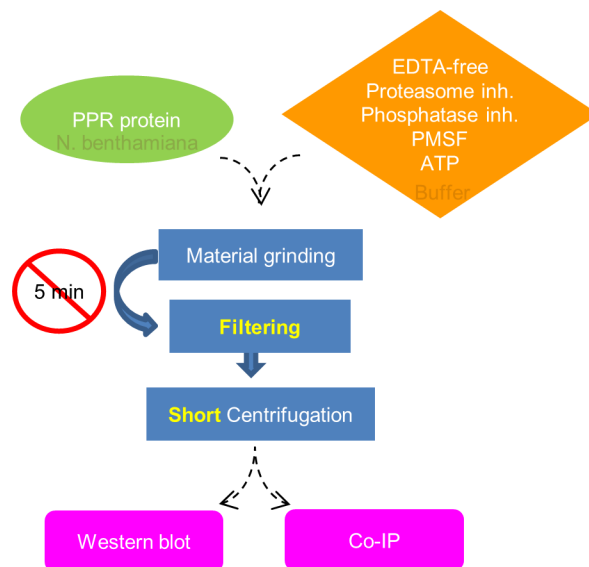 PPR protein
N. benthamiana
EDTA-free
Proteasome inh.
Phosphatase inh.
PMSF
ATP
Buffer
Material grinding
5 min
Filtering
Short Centrifugation
Western blot
Co-IP